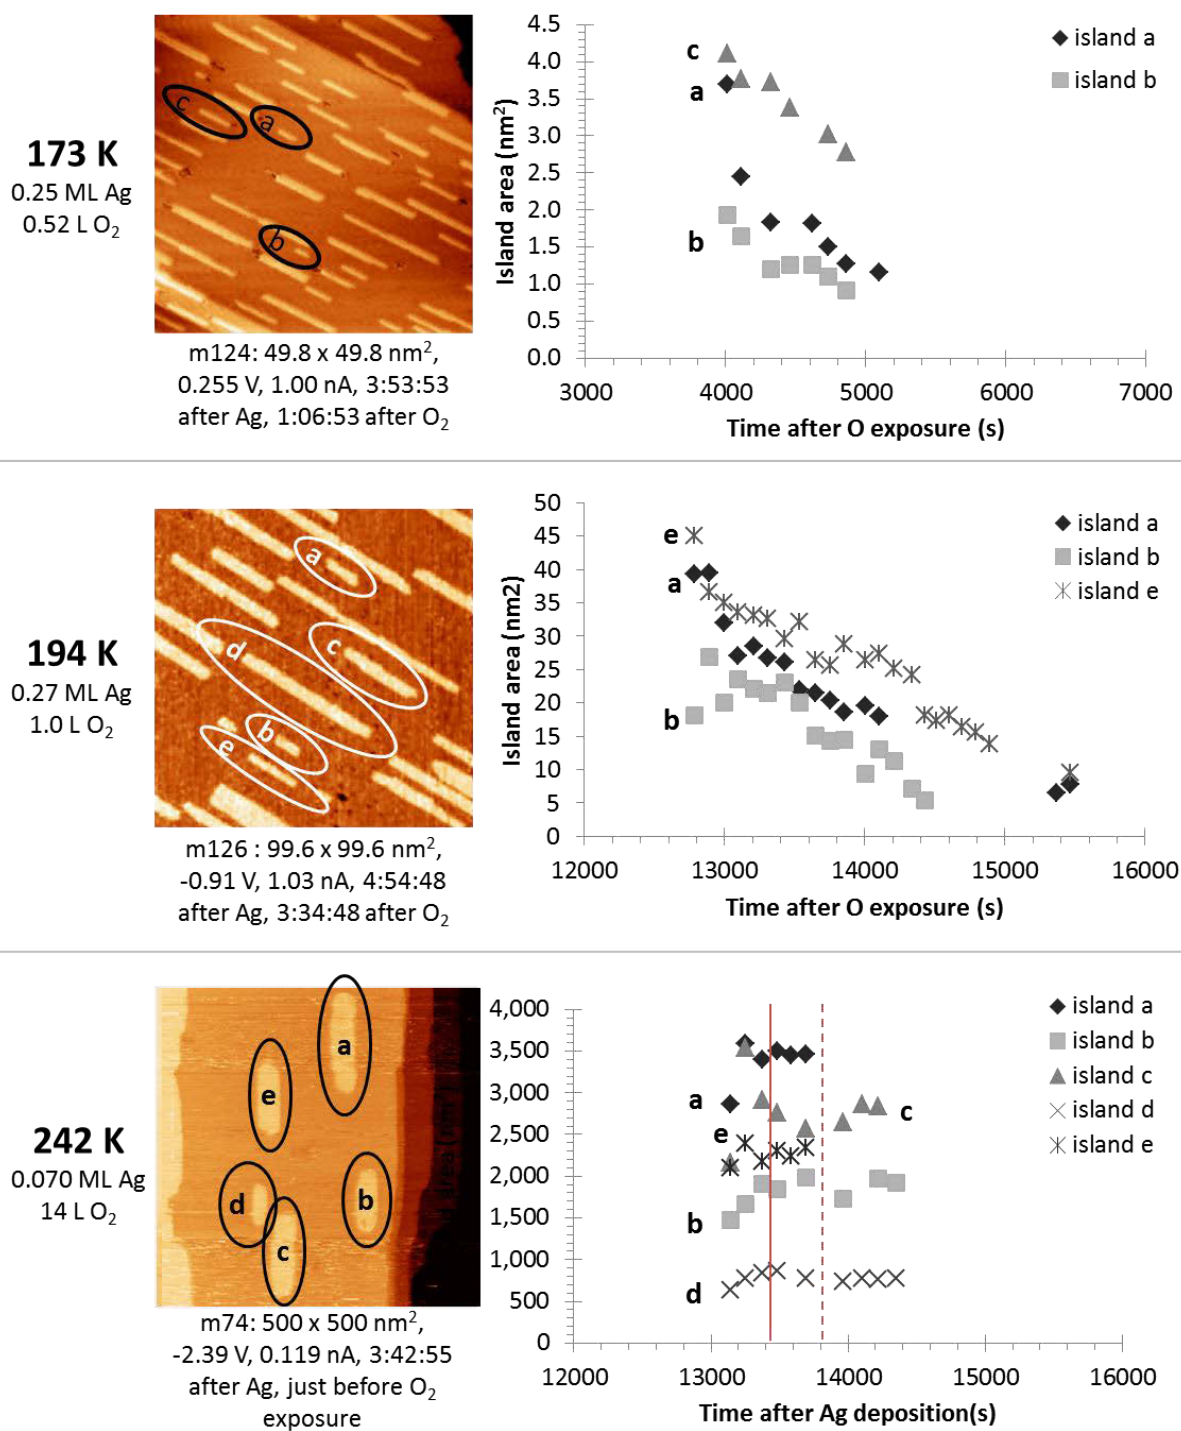 173 K
0.25 ML Ag
0.52 L O₂
c
a
b
m124: 49.8 x 49.8 nm²,
0.255 V, 1.00 nA, 3:53:53
after Ag, 1:06:53 after O₂
Island area (nm²)
4.5
4.0
3.5
3.0
2.5
2.0
1.5
1.0
0.5
0.0
c
a
b
island a
island b
3000
4000
5000
6000
7000
Time after O exposure (s)
194 K
0.27 ML Ag
1.0 L O₂
a
d
c
b
e
m126 : 99.6 x 99.6 nm²,
-0.91 V, 1.03 nA, 4:54:48
after Ag, 3:34:48 after O₂
Island area (nm2)
50
45
40
35
30
25
20
15
10
5
0
e
a
b
island a
island b
island e
12000
13000
14000
15000
16000
Time after O exposure (s)
242 K
0.070 ML Ag
14 L O₂
a
e
d
b
c
m74: 500 x 500 nm²,
-2.39 V, 0.119 nA, 3:42:55
after Ag, just before O₂
exposure
area (nm²)
4,000
3,500
3,000
2,500
2,000
1,500
1,000
500
0
a
e
c
b
d
island a
island b
island c
island d
island e
12000
13000
14000
15000
16000
Time after Ag deposition(s)